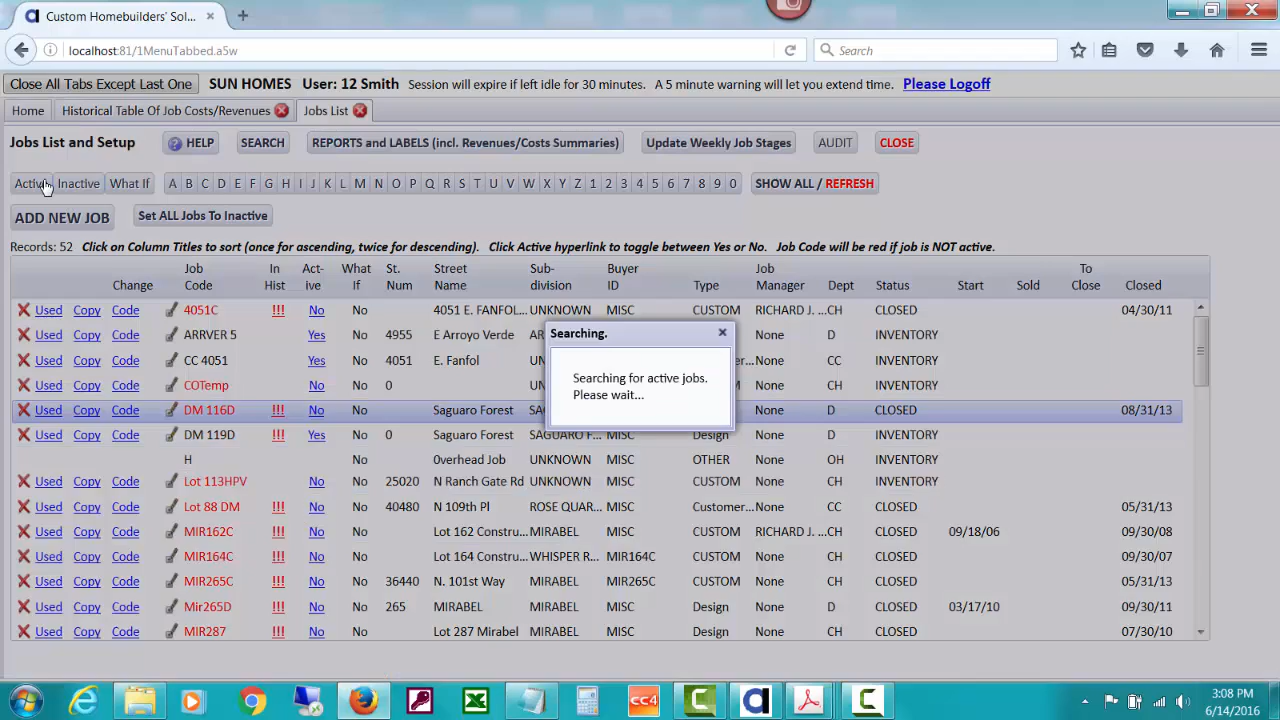 Custom Homebuilders' Sol...
localhost:81/1MenuTabbed.a5w
Search
Close All Tabs Except Last One SUN HOMES User: 12 Smith Session will expire if left idle for 30 minutes. A 5 minute warning will let you extend time. Please Logoff
Home Historical Table Of Job Costs/Revenues Jobs List
Jobs List and Setup HELP SEARCH REPORTS and LABELS (incl. Revenues/Costs Summaries) Update Weekly Job Stages AUDIT CLOSE
Inactive What If A B C D E F G H I J K L M N O P Q R S T U V W X Y Z 1 2 3 4 5 6 7 8 9 0 SHOW ALL / REFRESH
ADD NEW JOB Set ALL Jobs To Inactive
Records: 52 Click on Column Titles to sort (once for ascending, twice for descending). Click Active hyperlink to toggle between Yes or No. Job Code will be red if job is NOT active.
Job In Act- What St. Street Sub- Buyer Job To
Change Code Hist ive If Num Name division ID Type Manager Dept Status Start Sold Close Closed
Used Copy Code 4051C !!! No No 4051 E. FANFOL... UNKNOWN MISC CUSTOM RICHARD J. ... CH CLOSED 04/30/11
Used Copy Code ARRVER 5 Yes No 4955 E Arroyo Verde None D INVENTORY
Used Copy Code CC 4051 Yes No 4051 E. Fanfol None CC INVENTORY
Used Copy Code COTemp No No 0 None CH INVENTORY
Used Copy Code DM 116D !!! No No Saguaro Forest None D CLOSED 08/31/13
Used Copy Code DM 119D Yes No 0 Saguaro Forest SAGUARO F... MISC Design None D INVENTORY
H No Overhead Job UNKNOWN MISC OTHER None OH INVENTORY
Used Copy Code Lot 113HPV No No 25020 N Ranch Gate Rd UNKNOWN MISC CUSTOM None CH INVENTORY
Used Copy Code Lot 88 DM !!! No No 40480 N 109th Pl ROSE QUAR... MISC Customer... None CC CLOSED 05/31/13
Used Copy Code MIR162C !!! No No Lot 162 Constru... MIRABEL MISC CUSTOM RICHARD J. ... CH CLOSED 09/18/06 09/30/08
Used Copy Code MIR164C !!! No No Lot 164 Constru... WHISPER R... MIR164C CUSTOM None CH CLOSED 09/30/07
Used Copy Code MIR265C !!! No No 36440 N. 101st Way MIRABEL MIR265C CUSTOM None CH CLOSED 05/31/13
Used Copy Code Mir265D !!! No No 265 MIRABEL MIRABEL MISC Design None D CLOSED 03/17/10 09/30/11
Used Copy Code MIR287 !!! No No Lot 287 Mirabel MIRABEL MISC Design None CH CLOSED 07/30/10
Searching.
Searching for active jobs.
Please wait...
CC4
3:08 PM
6/14/2016